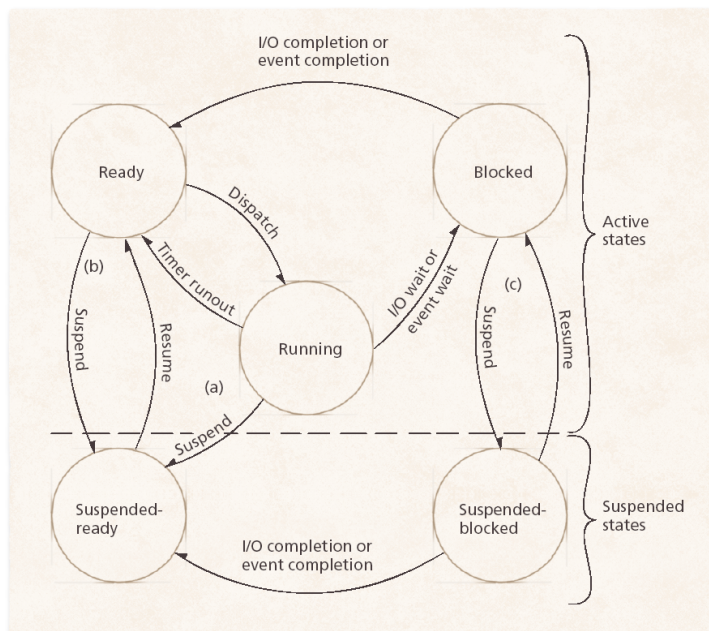 I/O completion or
event completion
Ready
Blocked
Dispatch
Timer runout
I/O wait or
event wait
Active
states
(b)
(c)
Suspend
Resume
Running
Suspend
Resume
(a)
Suspend
Suspended-
ready
Suspended-
blocked
Suspended
states
I/O completion or
event completion